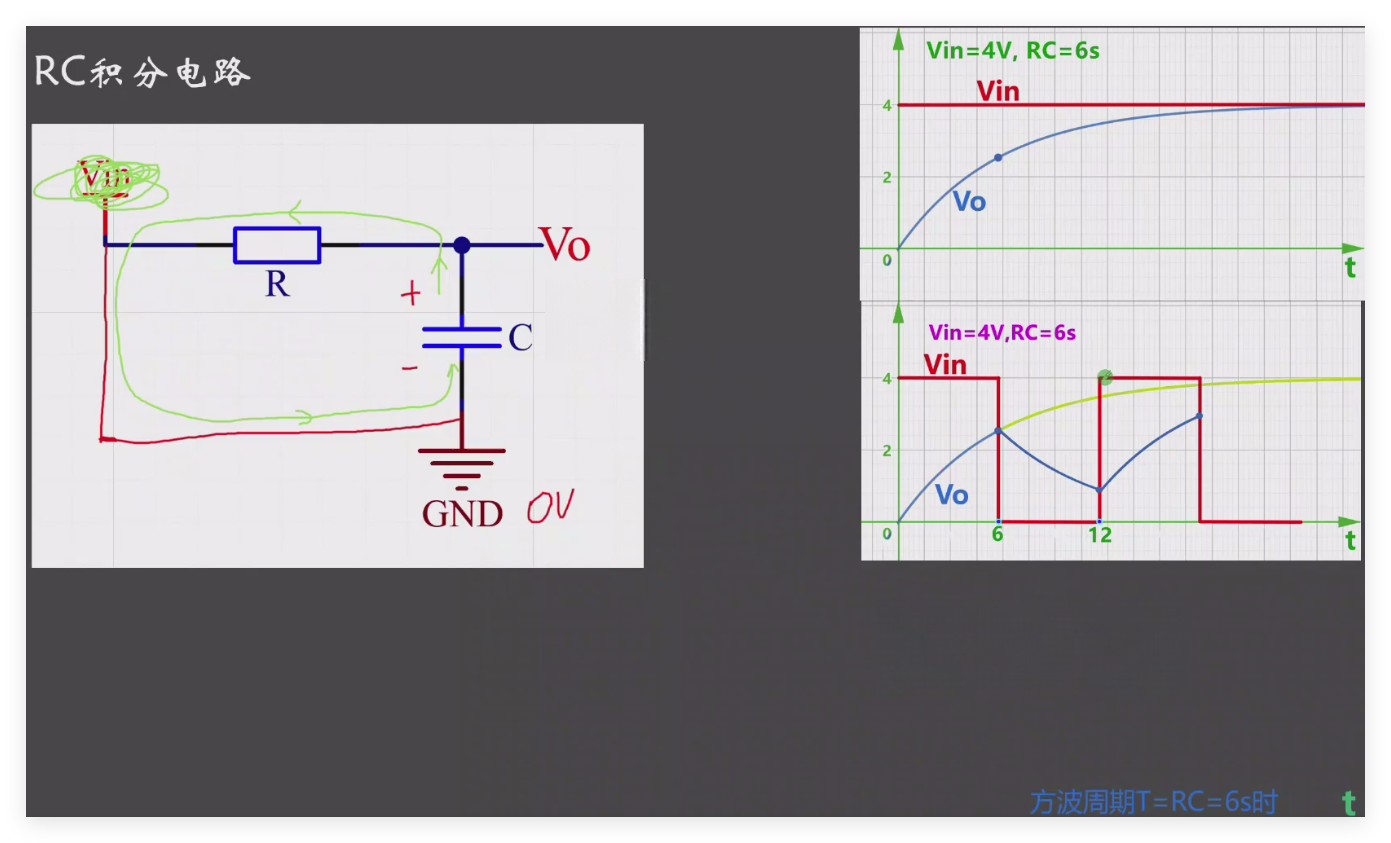 RC积分电路
Vin
R
Vo
+
-
C
GND 0V
Vin=4V, RC=6s
Vin
4
2
Vo
0
t
Vin=4V,RC=6s
Vin
4
2
Vo
0
6
12
t
方波周期T=RC=6s时
t